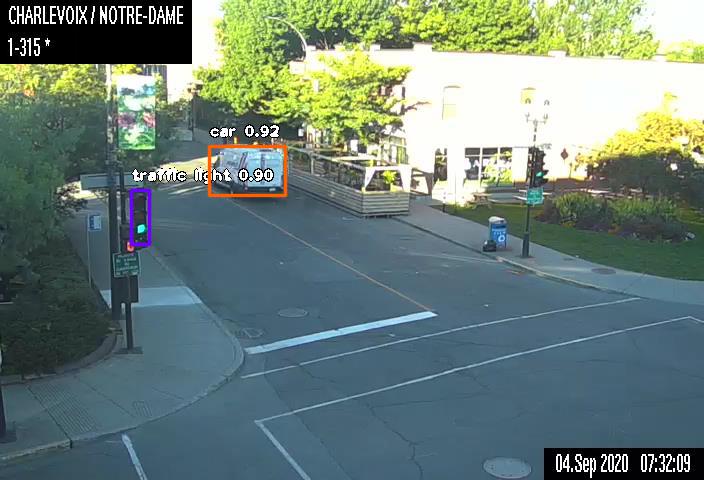 CHARLEVOIX / NOTRE-DAME
1-315 *
car 0.92
traffic light 0.90
04.Sep 2020 07:32:09